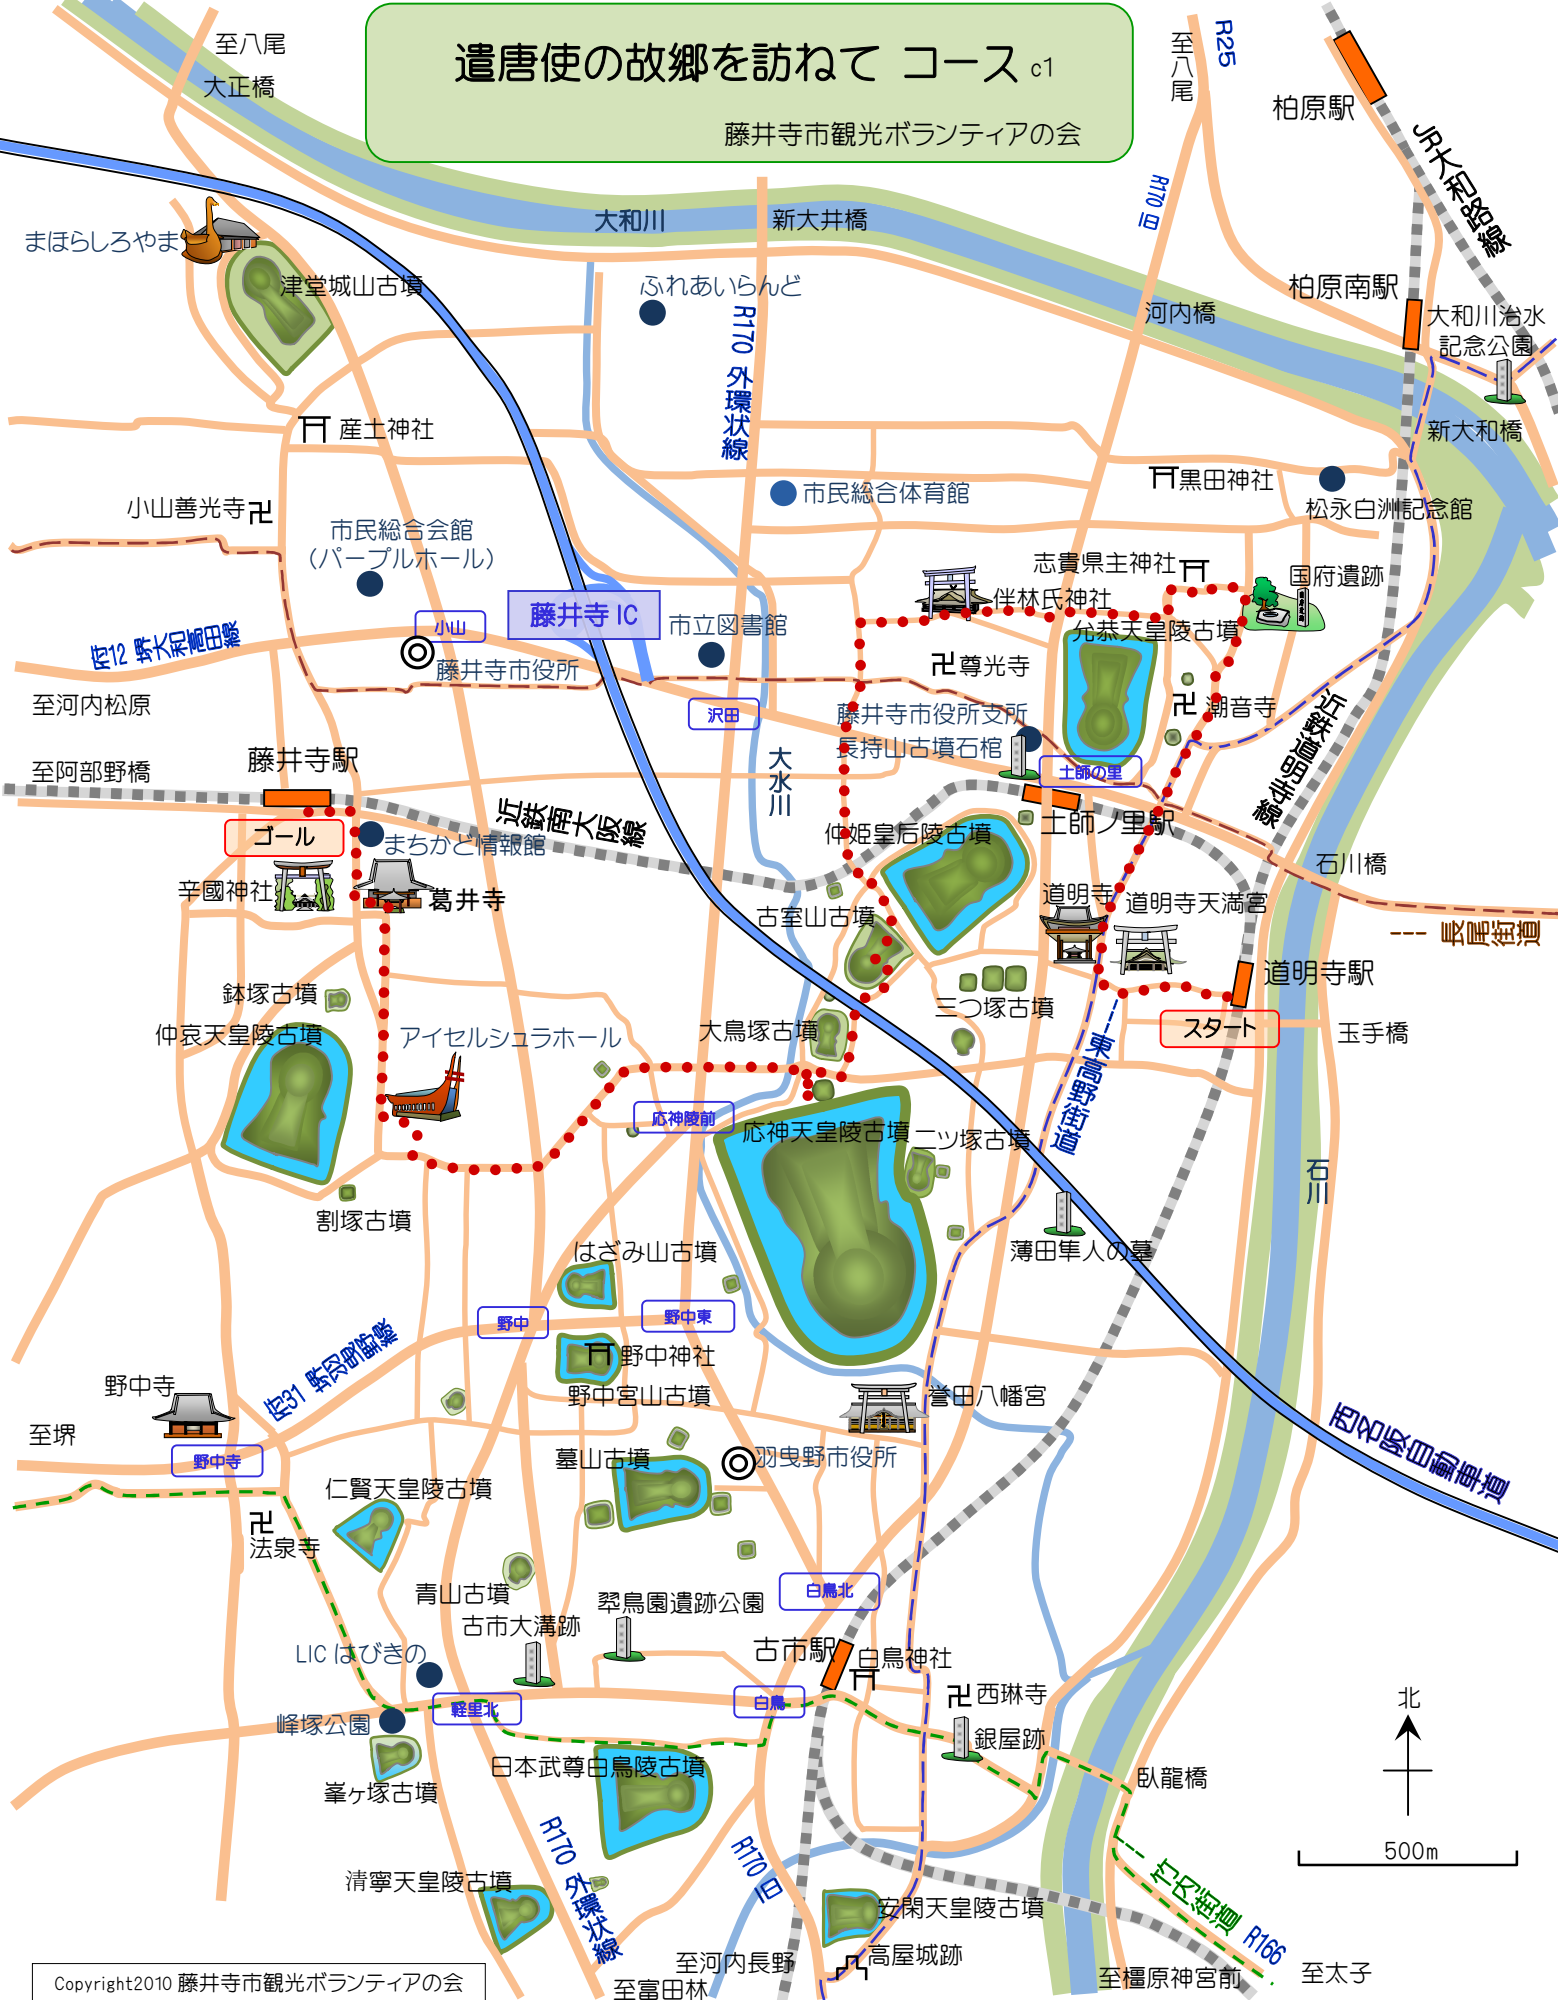 遣唐使の故郷を訪ねて コース c1
藤井寺市観光ボランティアの会
至八尾
大正橋
至八尾
R25
柏原駅
JR大和路線
R170 旧
まほらしろやま
津堂城山古墳
大和川
新大井橋
ふれあいらんど
R170 外環状線
河内橋
柏原南駅
大和川治水
記念公園
新大和橋
産土神社
小山善光寺
市民総合会館
(パープルホール)
市民総合体育館
黒田神社
松永白洲記念館
志貴県主神社
国府遺跡
伴林氏神社
允恭天皇陵古墳
藤井寺 IC
小山
市立図書館
藤井寺市役所
府12 堺大和高田線
至河内松原
尊光寺
潮音寺
沢田
藤井寺市役所支所
長持山古墳石棺
土師の里
大水川
近鉄道明寺線
至阿部野橋
藤井寺駅
ゴール
まちかど情報館
近鉄南大阪線
辛國神社
葛井寺
仲姫皇后陵古墳
土師ノ里駅
石川橋
道明寺
道明寺天満宮
--- 長尾街道
古室山古墳
道明寺駅
三つ塚古墳
スタート
玉手橋
鉢塚古墳
仲哀天皇陵古墳
アイセルシュラホール
大鳥塚古墳
---東高野街道
応神陵前
応神天皇陵古墳
二ツ塚古墳
石川
割塚古墳
薄田隼人の墓
はざみ山古墳
野中
野中東
野中神社
野中宮山古墳
府31 堺羽曳野線
野中寺
至堺
野中寺
誉田八幡宮
墓山古墳
羽曳野市役所
西名阪自動車道
仁賢天皇陵古墳
法泉寺
青山古墳
古市大溝跡
翠鳥園遺跡公園
白鳥北
古市駅
白鳥神社
LIC はびきの
軽里北
白鳥
西琳寺
銀屋跡
峰塚公園
峯ヶ塚古墳
日本武尊白鳥陵古墳
臥龍橋
北
500m
R170 外環状線
R170 旧
清寧天皇陵古墳
安閑天皇陵古墳
---竹内街道
R166
高屋城跡
至河内長野
至富田林
至橿原神宮前
至太子
Copyright2010 藤井寺市観光ボランティアの会